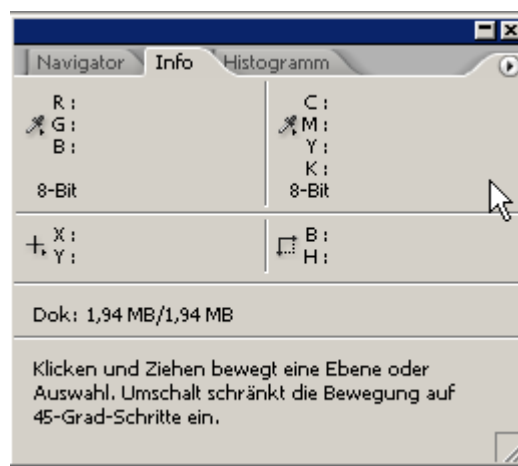 Navigator Info Histogramm
R :
G :
B :
8-Bit
C :
M :
Y :
K :
8-Bit
X :
Y :
B :
H :
Dok: 1,94 MB/1,94 MB
Klicken und Ziehen bewegt eine Ebene oder
Auswahl. Umschalt schränkt die Bewegung auf
45-Grad-Schritte ein.